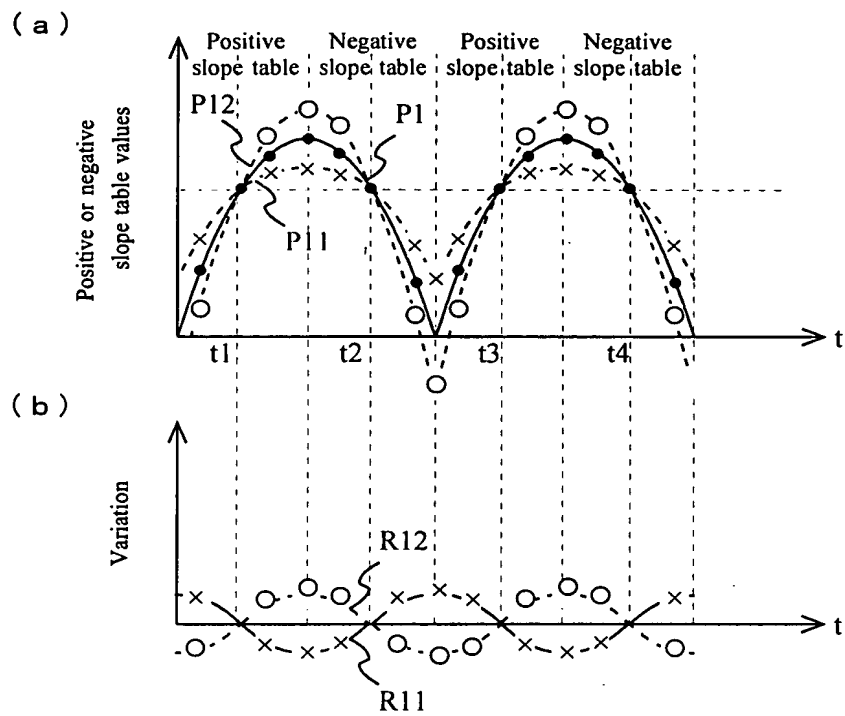 (a)
Positive slope table
Negative slope table
Positive slope table
Negative slope table
P12
P1
P11
Positive or negative
slope table values
t1
t2
t3
t4
t
(b)
Variation
R12
R11
t